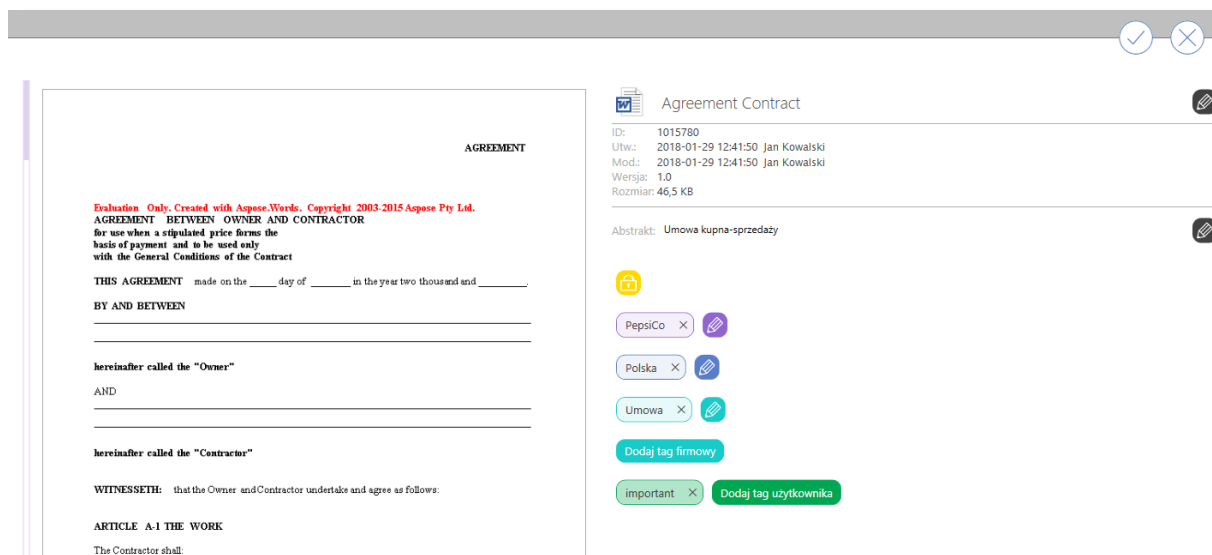 AGREEMENT
Evaluation Only. Created with Aspose.Words. Copyright 2003-2015 Aspose Pty Ltd.
AGREEMENT BETWEEN OWNER AND CONTRACTOR
for use when a stipulated price forms the
basis of payment and to be used only
with the General Conditions of the Contract
THIS AGREEMENT made on the _____ day of _______ in the year two thousand and _________.
BY AND BETWEEN
hereinafter called the "Owner"
AND
hereinafter called the "Contractor"
WITNESSETH: that the Owner and Contractor undertake and agree as follows:
ARTICLE A-1 THE WORK
The Contractor shall:
Agreement Contract
ID: 1015780
Utw.: 2018-01-29 12:41:50 Jan Kowalski
Mod.: 2018-01-29 12:41:50 Jan Kowalski
Wersja: 1.0
Rozmiar: 46,5 KB
Abstrakt: Umowa kupna-sprzedaży
PepsiCo
Polska
Umowa
Dodaj tag firmowy
important Dodaj tag użytkownika